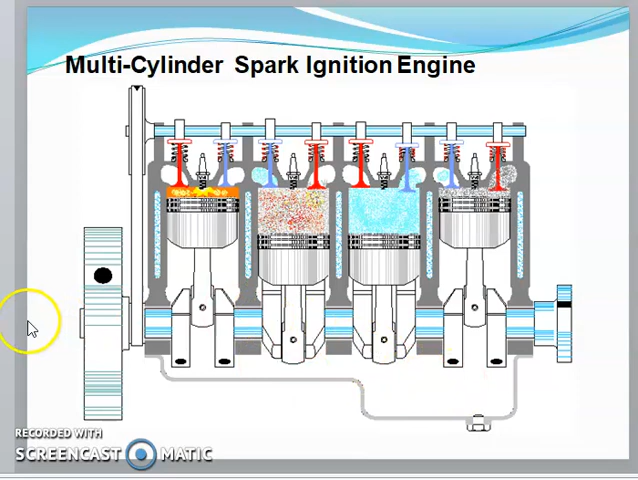 Multi-Cylinder Spark Ignition Engine
RECORDED WITH
SCREENCAST MATIC